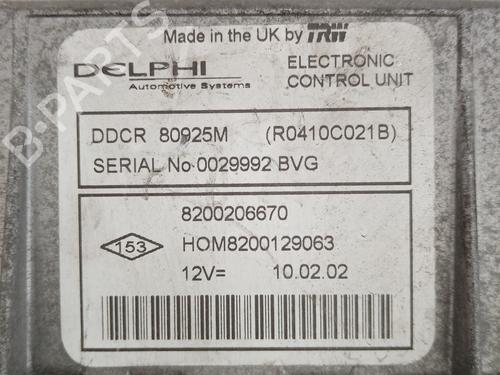 Made in the UK by TRW
DELPHI
Automotive Systems
ELECTRONIC
CONTROL UNIT
DDCR 80925M (R0410C021B)
SERIAL No 0029992 BVG
8200206670
153
HOM8200129063
12V= 10.02.02
B-PARTS